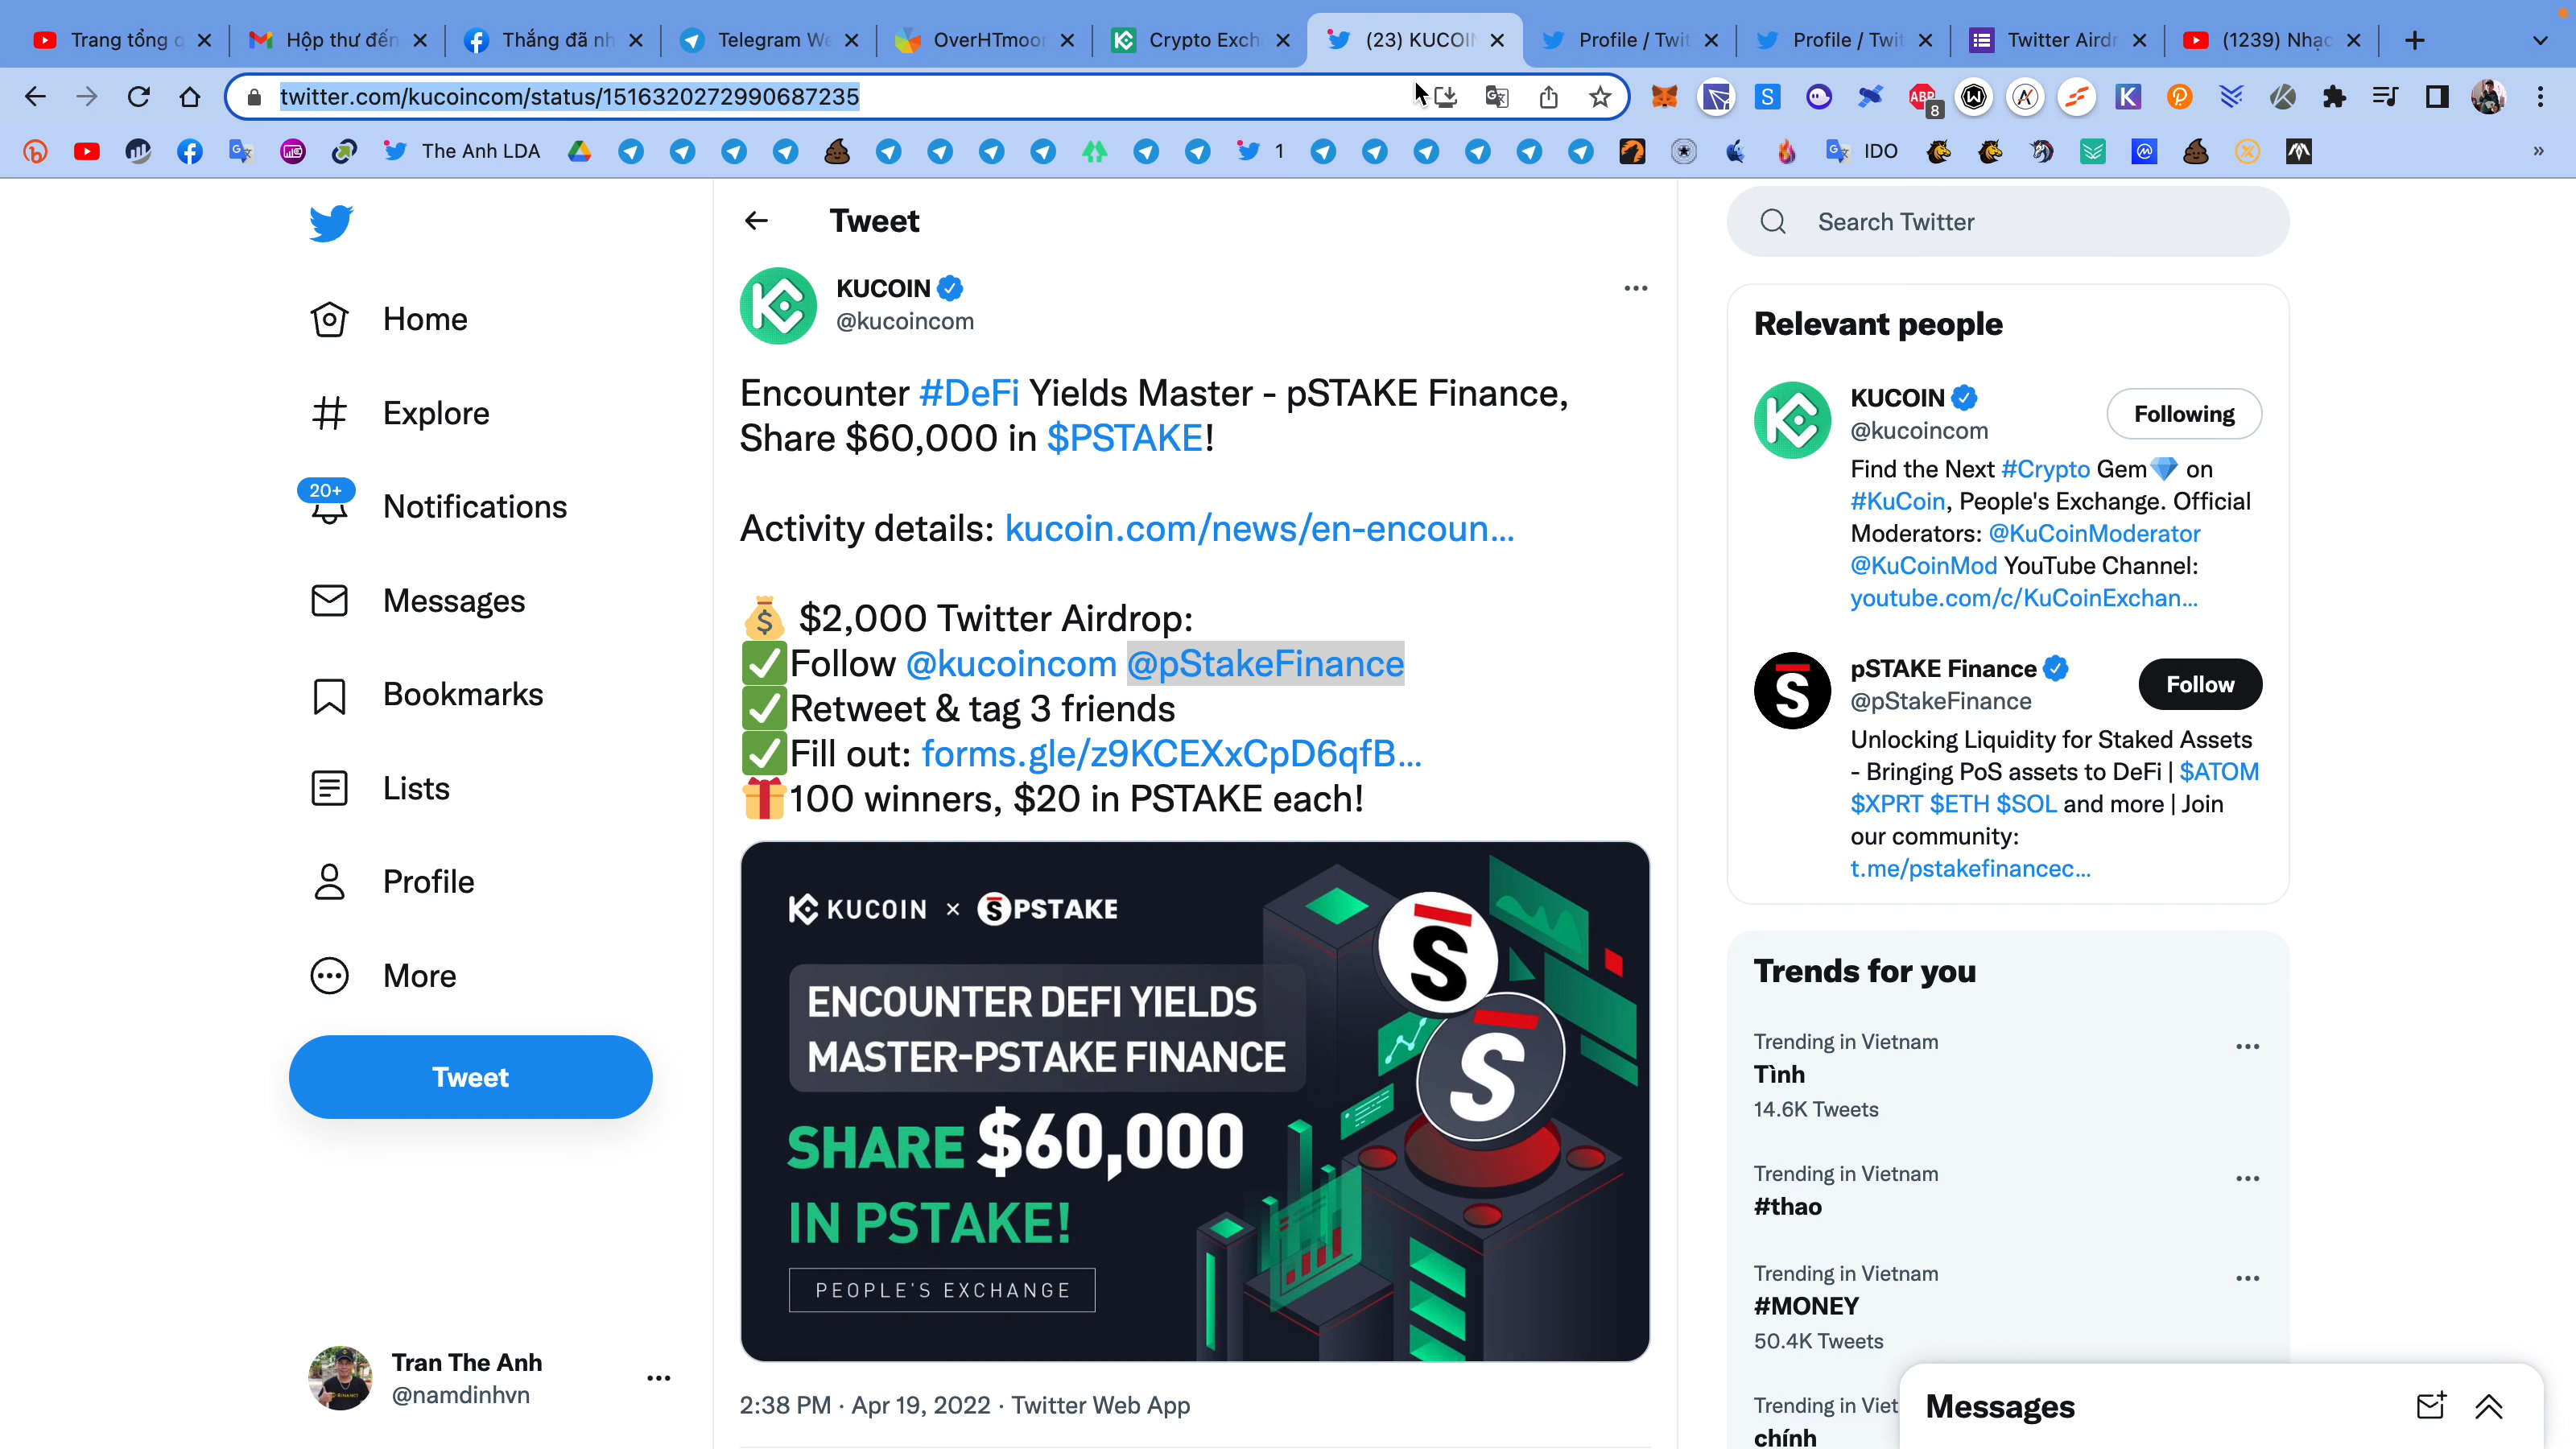 Trang tổng q
Hộp thư đến
Thắng đã nh
Telegram We
OverHTmoor
Crypto Exch
(23) KUCOIN
Profile / Twit
Profile / Twit
Twitter Airdr
(1239) Nhạc
twitter.com/kucoincom/status/1516320272990687235
ABP
8
The Anh LDA
1
IDO
Home
Explore
20+
Notifications
Messages
Bookmarks
Lists
Profile
More
Tweet
Tran The Anh
@namdinhvn
Tweet
KUCOIN
@kucoincom
Encounter #DeFi Yields Master - pSTAKE Finance,
Share $60,000 in $PSTAKE!
Activity details: kucoin.com/news/en-encoun…
💰 $2,000 Twitter Airdrop:
✅Follow @kucoincom @pStakeFinance
✅Retweet & tag 3 friends
✅Fill out: forms.gle/z9KCEXxCpD6qfB…
🎁100 winners, $20 in PSTAKE each!
KUCOIN × PSTAKE
ENCOUNTER DEFI YIELDS
MASTER-PSTAKE FINANCE
SHARE $60,000
IN PSTAKE!
PEOPLE'S EXCHANGE
2:38 PM · Apr 19, 2022 · Twitter Web App
Search Twitter
Relevant people
KUCOIN
@kucoincom
Following
Find the Next #Crypto Gem💎 on
#KuCoin, People's Exchange. Official
Moderators: @KuCoinModerator
@KuCoinMod YouTube Channel:
youtube.com/c/KuCoinExchan…
pSTAKE Finance
@pStakeFinance
Follow
Unlocking Liquidity for Staked Assets
- Bringing PoS assets to DeFi | $ATOM
$XPRT $ETH $SOL and more | Join
our community:
t.me/pstakefinancec…
Trends for you
Trending in Vietnam
Tình
14.6K Tweets
Trending in Vietnam
#thao
Trending in Vietnam
#MONEY
50.4K Tweets
Trending in Viet
chính
Messages